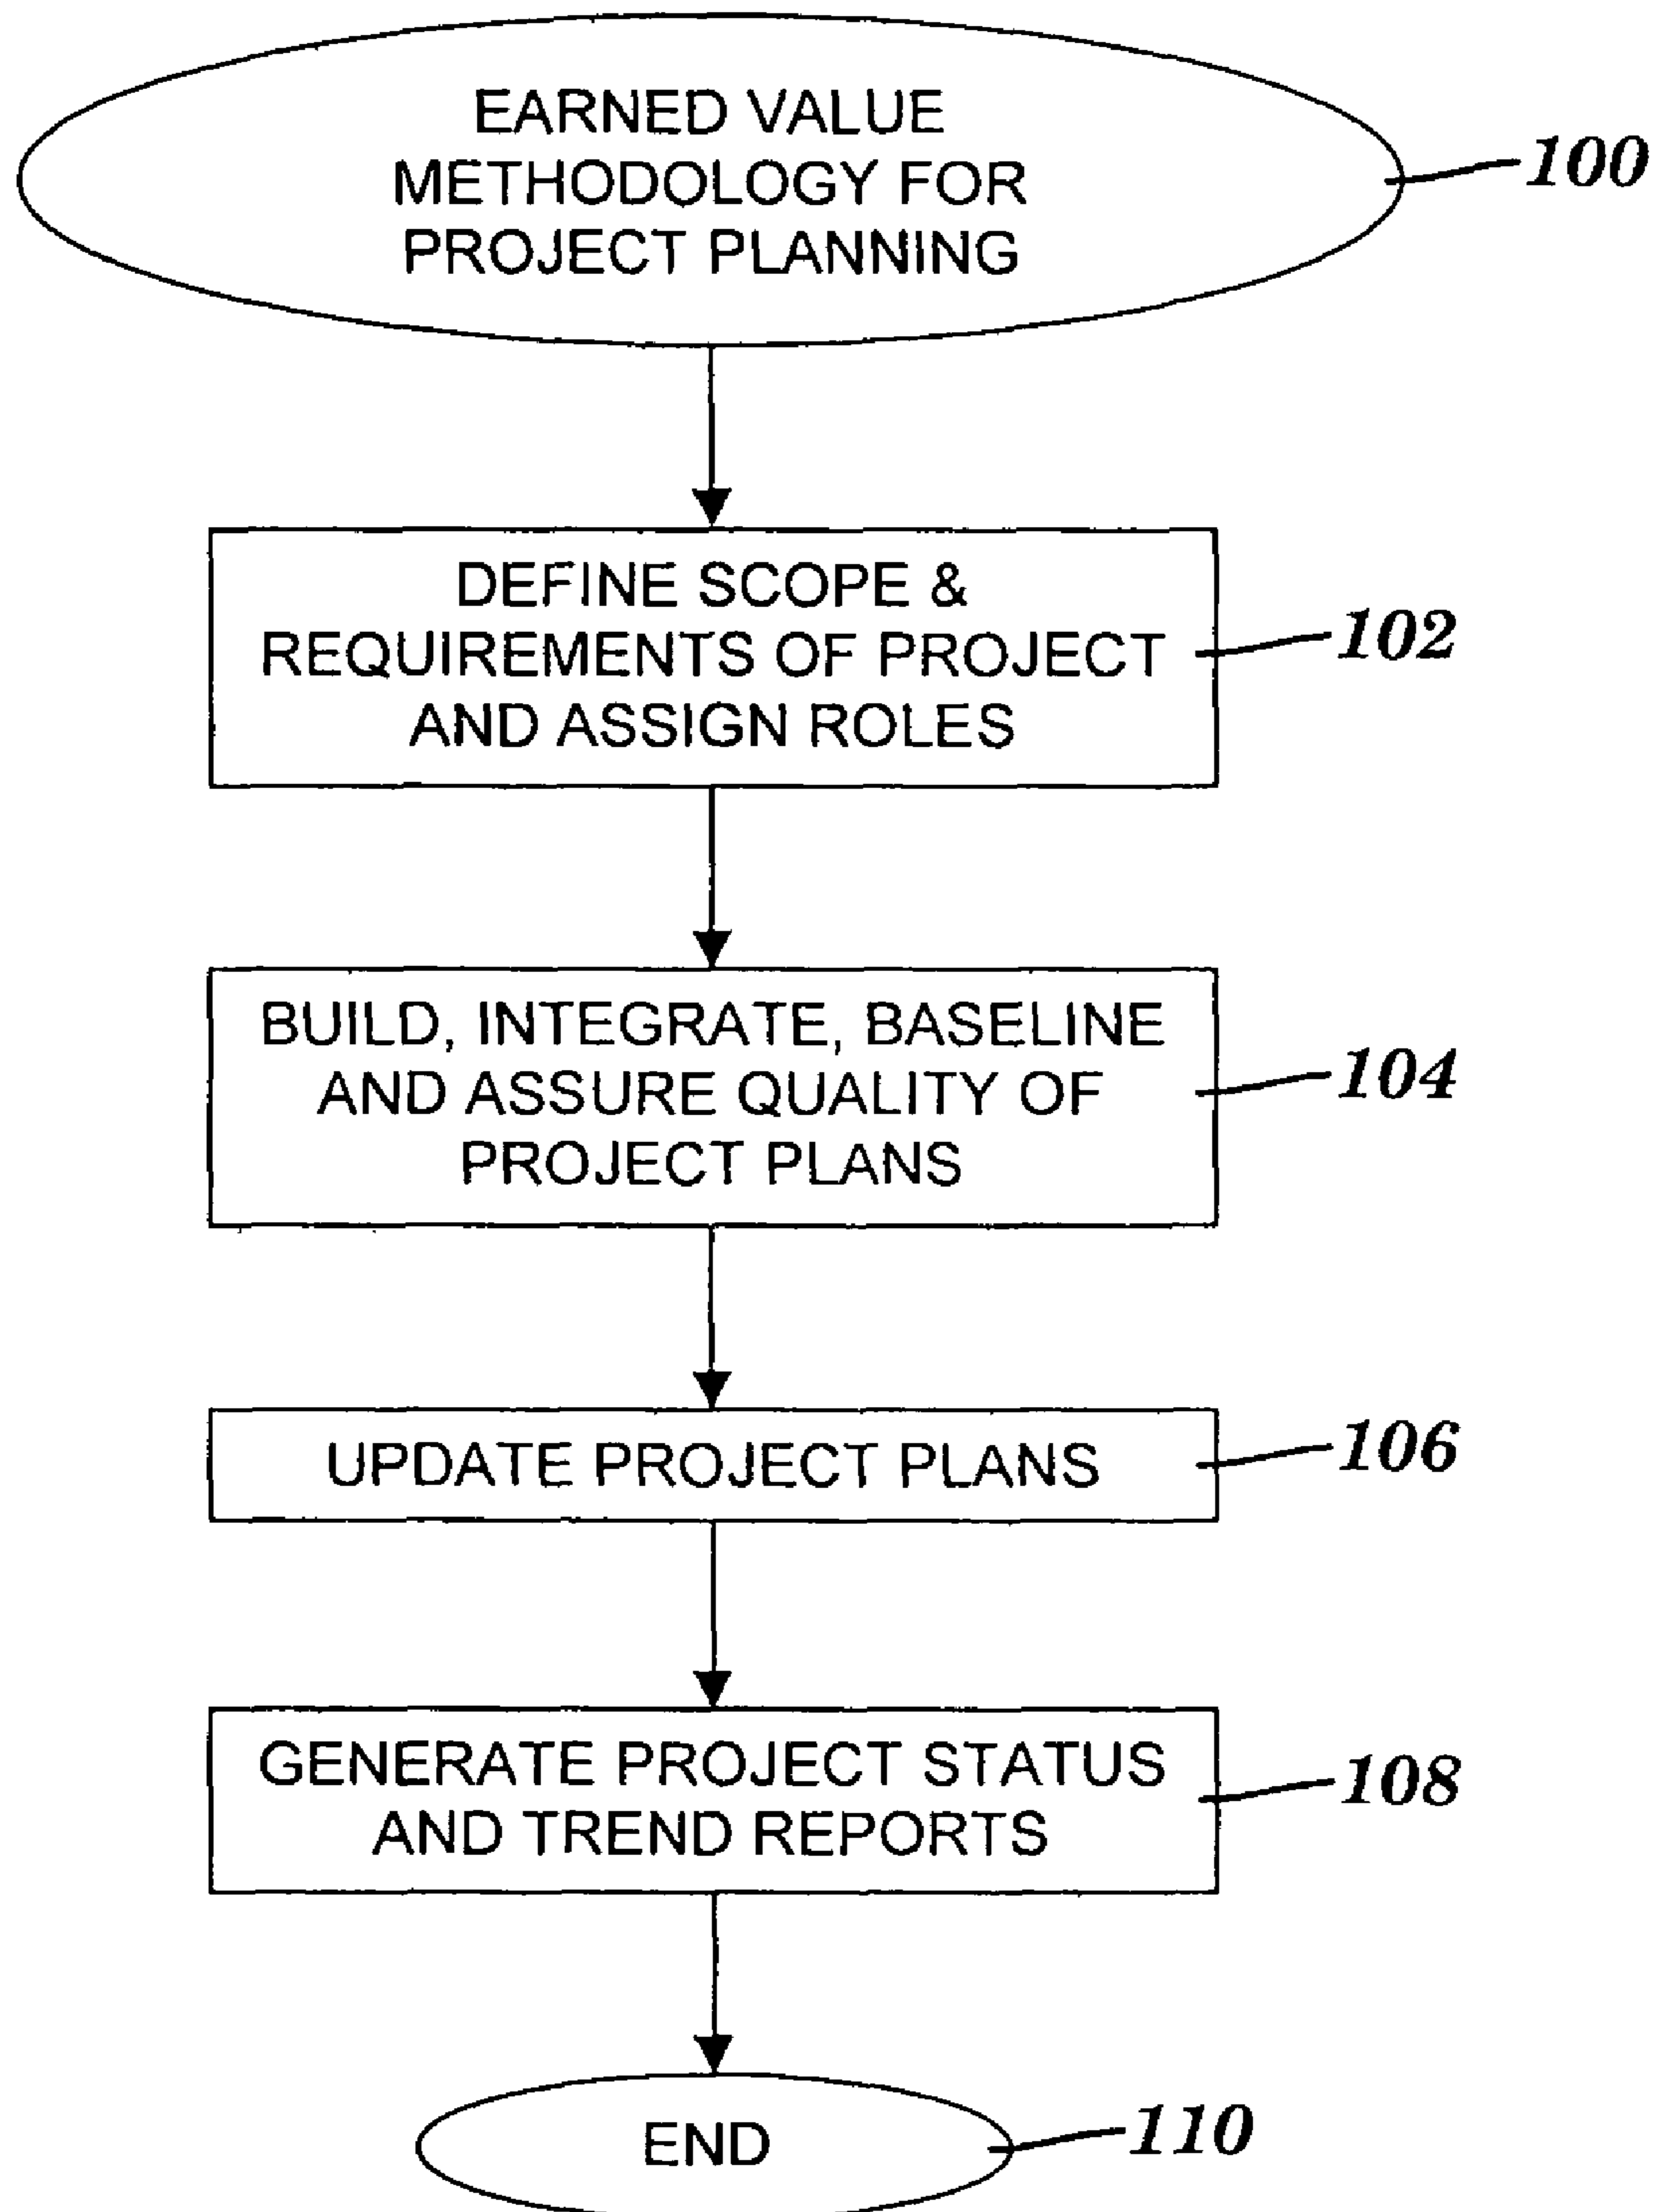 EARNED VALUE
METHODOLOGY FOR
PROJECT PLANNING
100
DEFINE SCOPE &
REQUIREMENTS OF PROJECT
AND ASSIGN ROLES
102
BUILD, INTEGRATE, BASELINE
AND ASSURE QUALITY OF
PROJECT PLANS
104
UPDATE PROJECT PLANS
106
GENERATE PROJECT STATUS
AND TREND REPORTS
108
END
110